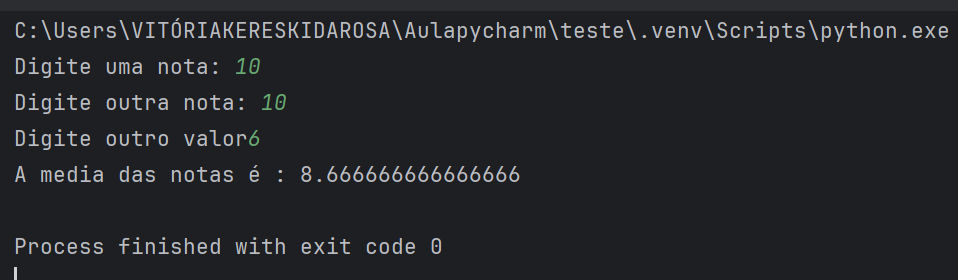 C:\Users\VITÓRIAKERESKIDAROSA\Aulapycharm\teste\.venv\Scripts\python.exe
Digite uma nota: 10
Digite outra nota: 10
Digite outro valor6
A media das notas é : 8.666666666666666
Process finished with exit code 0